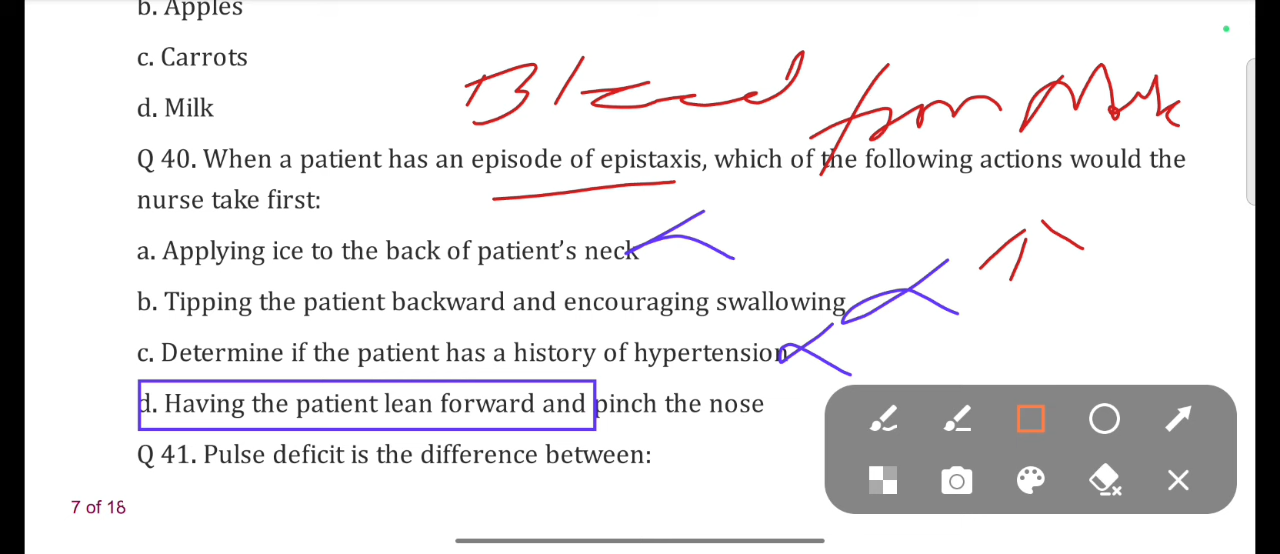 b. Apples
c. Carrots
d. Milk
Q 40. When a patient has an episode of epistaxis, which of the following actions would the
nurse take first:
a. Applying ice to the back of patient’s neck
b. Tipping the patient backward and encouraging swallowing
c. Determine if the patient has a history of hypertension
d. Having the patient lean forward and pinch the nose
Q 41. Pulse deficit is the difference between:
7 of 18